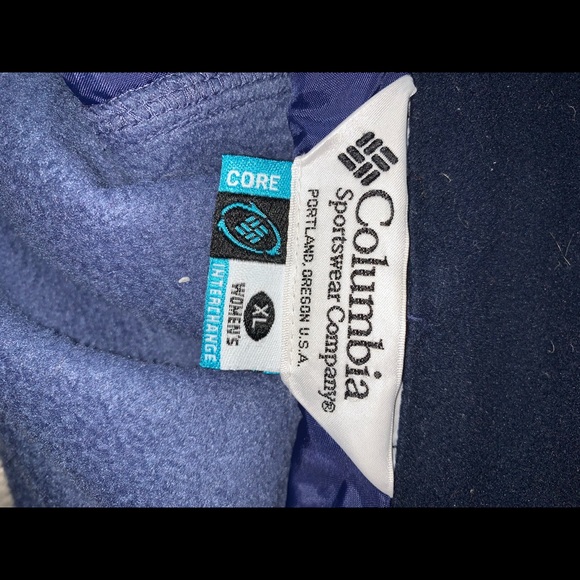 Columbia
Sportswear Company®
PORTLAND, OREGON U.S.A.
CORE
INTERCHANGE
XL
WOMEN'S